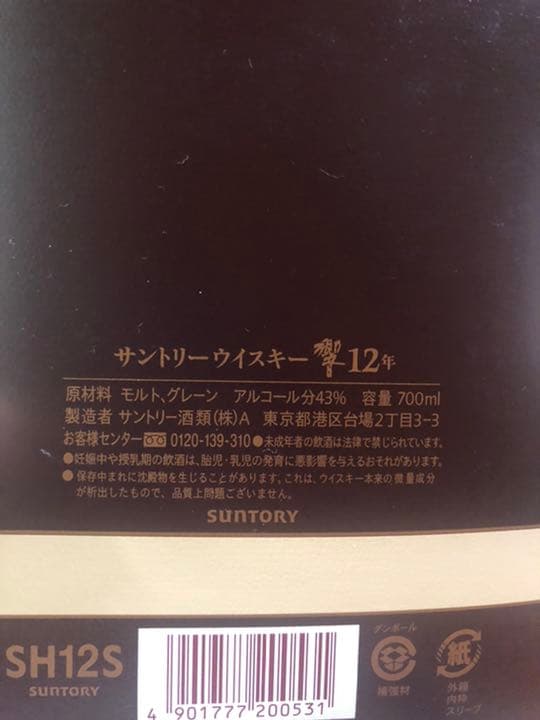 サントリーウイスキー 響 12年
原材料 モルト、グレーン アルコール分43% 容量 700ml
製造者 サントリー酒類(株)A 東京都港区台場2丁目3-3
お客様センター 0120-139-310 ●未成年者の飲酒は法律で禁じられています。
●妊娠中や授乳期の飲酒は、胎児・乳児の発育に悪影響を与えるおそれがあります。
●保存中まれに沈殿物を生じることがあります。これは、ウイスキー本来の微量成分
が析出したもので、品質上問題ございません。
SUNTORY
SH12S
SUNTORY
4 901777 200531
ダンボール
補強材
紙
外箱
内枠
スリーブ